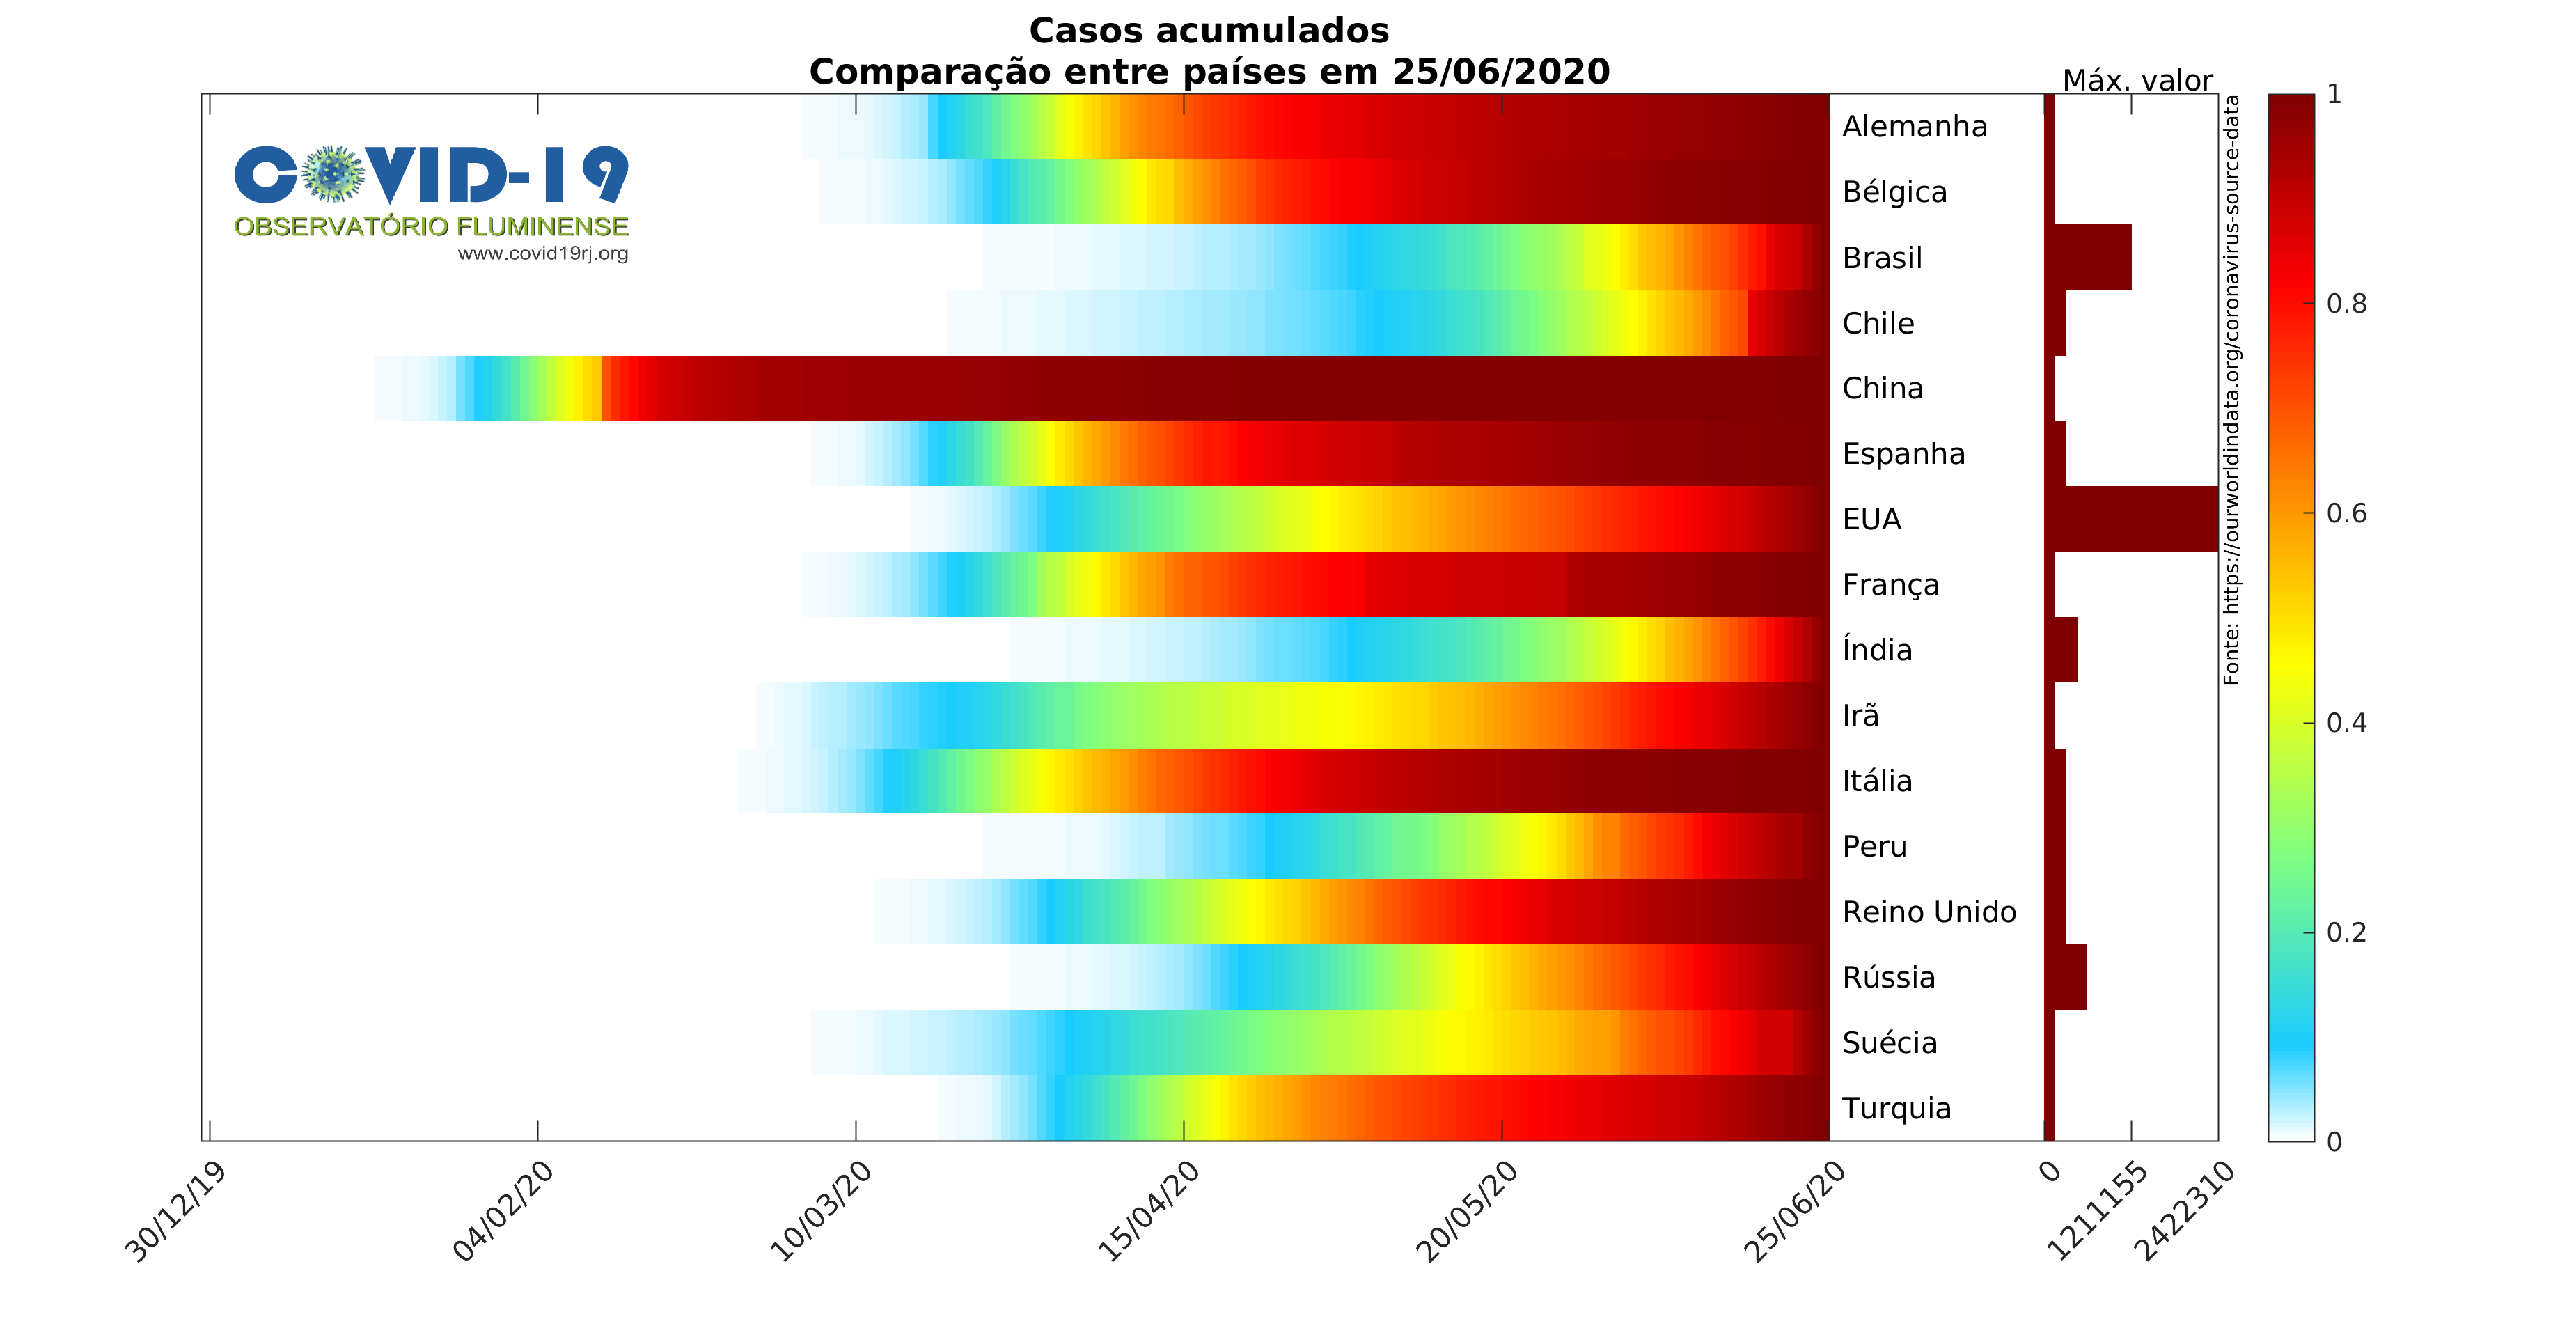 Casos acumulados
Comparação entre países em 25/06/2020
Máx. valor
COVID-19
OBSERVATÓRIO FLUMINENSE
www.covid19rj.org
Alemanha
Bélgica
Brasil
Chile
China
Espanha
EUA
França
Índia
Irã
Itália
Peru
Reino Unido
Rússia
Suécia
Turquia
Fonte: https://ourworldindata.org/coronavirus-source-data
1
0.8
0.6
0.4
0.2
0
30/12/19
04/02/20
10/03/20
15/04/20
20/05/20
25/06/20
0
1211155
2422310